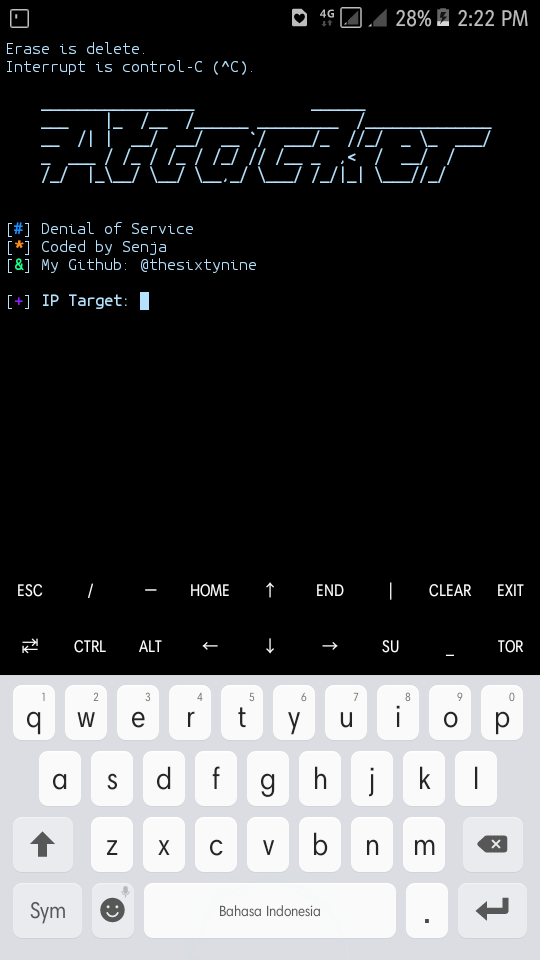 4G 28% 2:22 PM
Erase is delete.
Interrupt is control-C (^C).
Attacker
[#] Denial of Service
[*] Coded by Senja
[&] My Github: @thesixtynine
[+] IP Target:
ESC / — HOME ↑ END | CLEAR EXIT
⇄ CTRL ALT ← ↓ → SU _ TOR
1 2 3 4 5 6 7 8 9 0
q w e r t y u i o p
a s d f g h j k l
z x c v b n m
Sym Bahasa Indonesia .